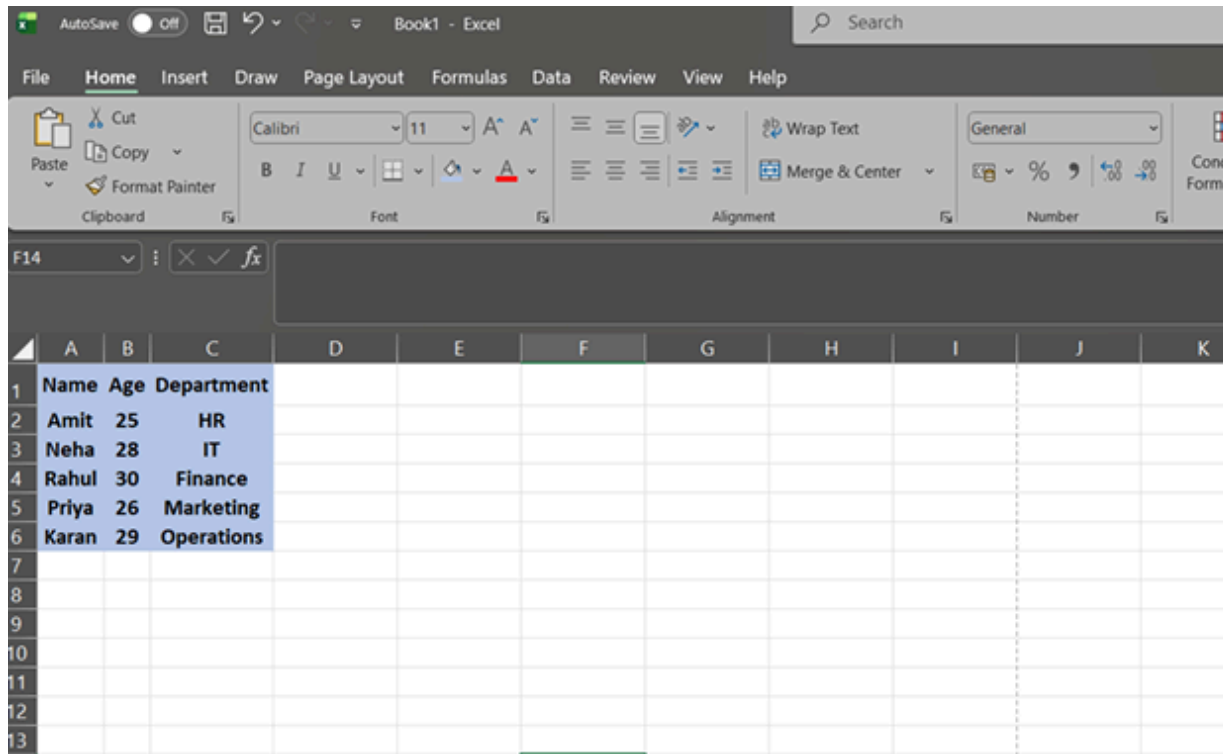 AutoSave Off Book1 - Excel Search
File Home Insert Draw Page Layout Formulas Data Review View Help
Paste
Cut
Copy
Format Painter
Clipboard
Calibri 11
B I U
Font
Wrap Text
Merge & Center
Alignment
General
Number
F14 fx
A B C D E F G H I J K
1 Name Age Department
2 Amit 25 HR
3 Neha 28 IT
4 Rahul 30 Finance
5 Priya 26 Marketing
6 Karan 29 Operations
7
8
9
10
11
12
13